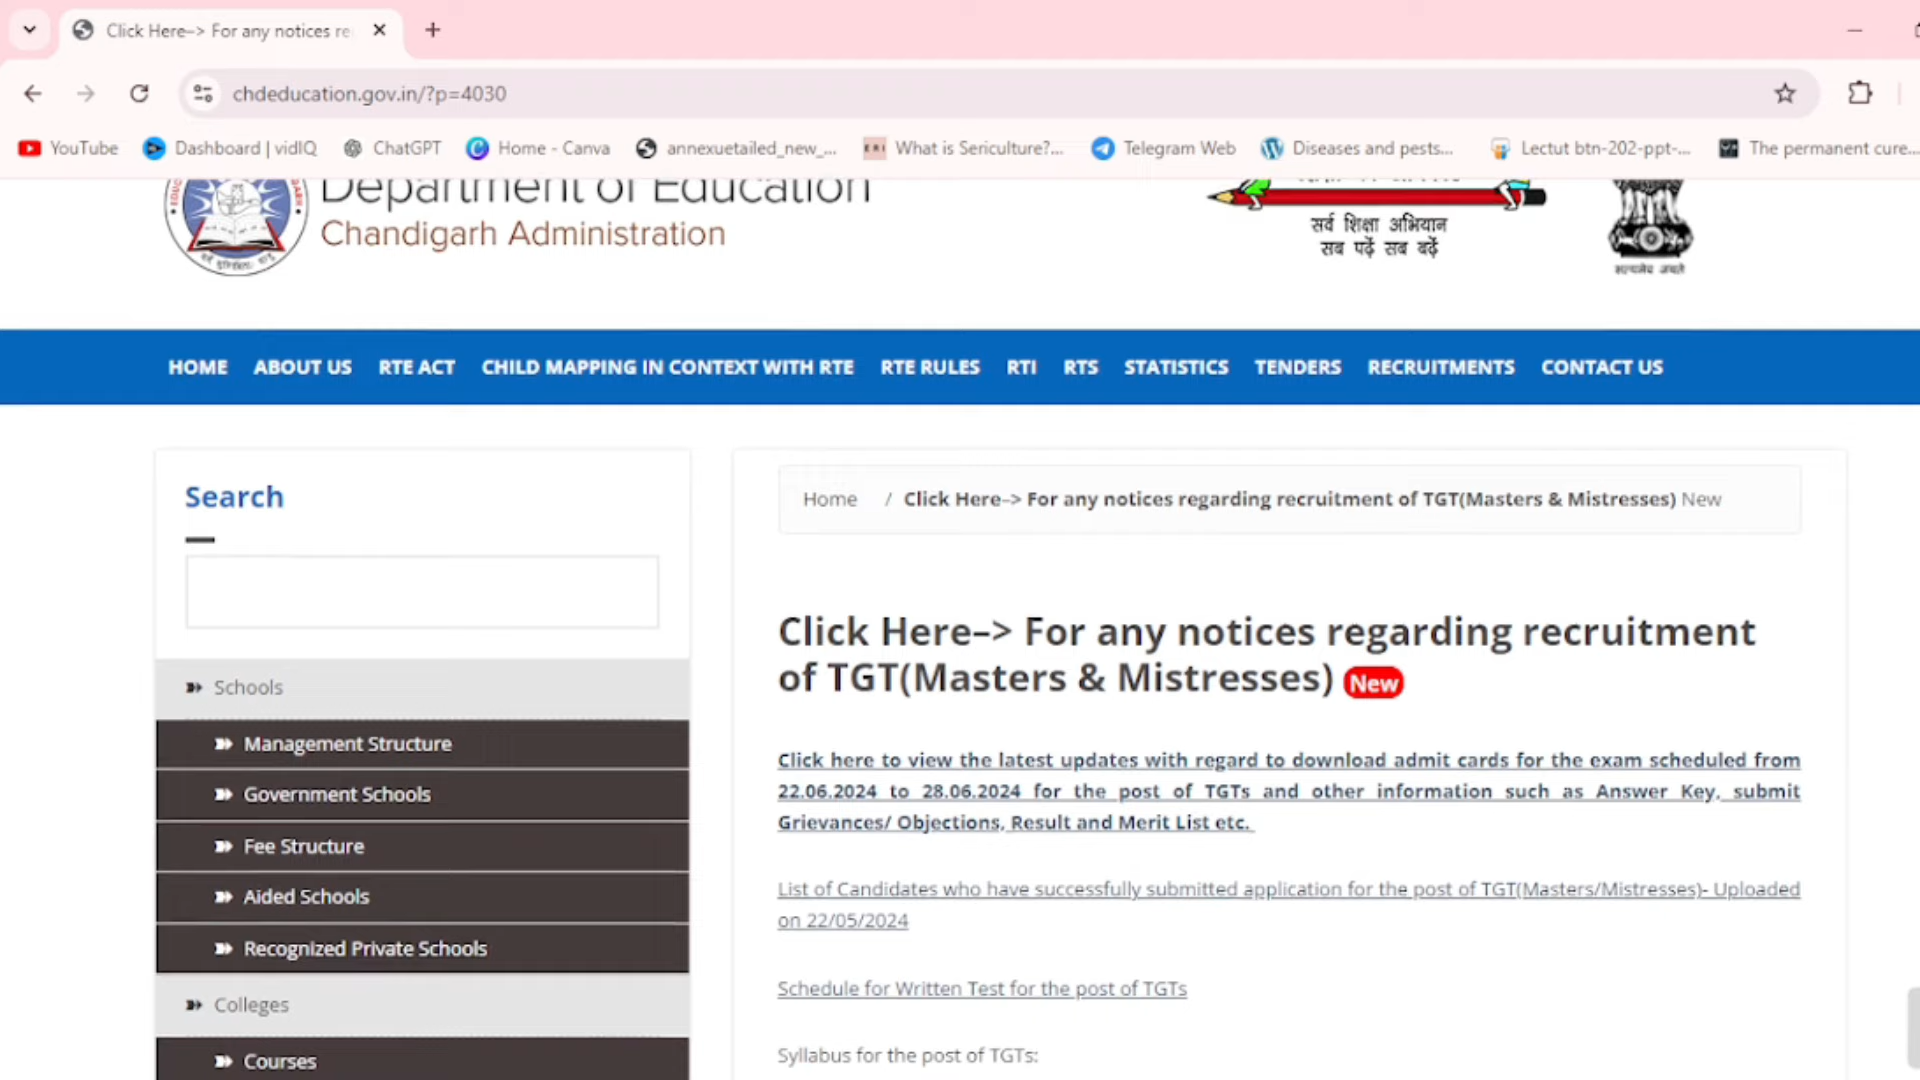 Click Here–> For any notices re
chdeducation.gov.in/?p=4030
YouTube
Dashboard | vidIQ
ChatGPT
Home - Canva
annexuetailed_new_...
What is Sericulture?...
Telegram Web
Diseases and pests...
Lectut btn-202-ppt-...
The permanent cure...
Department of Education
Chandigarh Administration
सर्व शिक्षा अभियान
सब पढ़ें सब बढ़ें
सत्यमेव जयते
HOME ABOUT US RTE ACT CHILD MAPPING IN CONTEXT WITH RTE RTE RULES RTI RTS STATISTICS TENDERS RECRUITMENTS CONTACT US
Search
Schools
Management Structure
Government Schools
Fee Structure
Aided Schools
Recognized Private Schools
Colleges
Courses
Home / Click Here–> For any notices regarding recruitment of TGT(Masters & Mistresses) New
Click Here–> For any notices regarding recruitment
of TGT(Masters & Mistresses) New
Click here to view the latest updates with regard to download admit cards for the exam scheduled from
22.06.2024 to 28.06.2024 for the post of TGTs and other information such as Answer Key, submit
Grievances/ Objections, Result and Merit List etc.
List of Candidates who have successfully submitted application for the post of TGT(Masters/Mistresses)- Uploaded
on 22/05/2024
Schedule for Written Test for the post of TGTs
Syllabus for the post of TGTs: